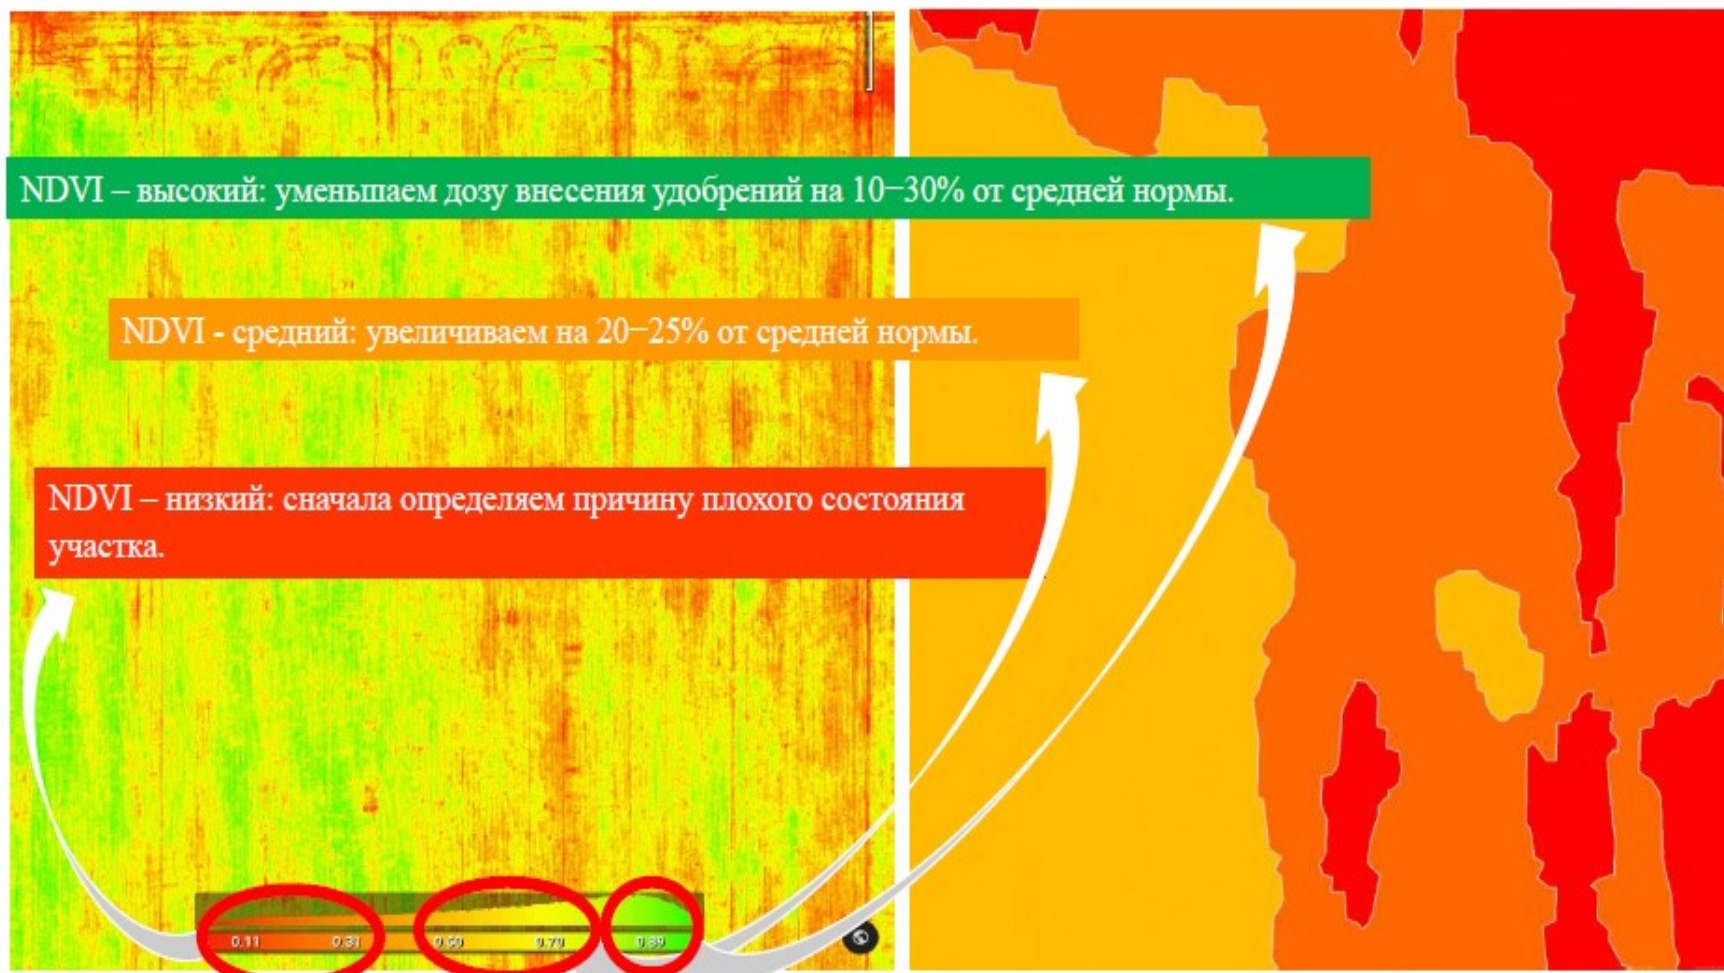 NDVI – высокий: уменьшаем дозу внесения удобрений на 10−30% от средней нормы.
NDVI - средний: увеличиваем на 20−25% от средней нормы.
NDVI – низкий: сначала определяем причину плохого состояния
участка.
0.11 0.31 0.70 0.89